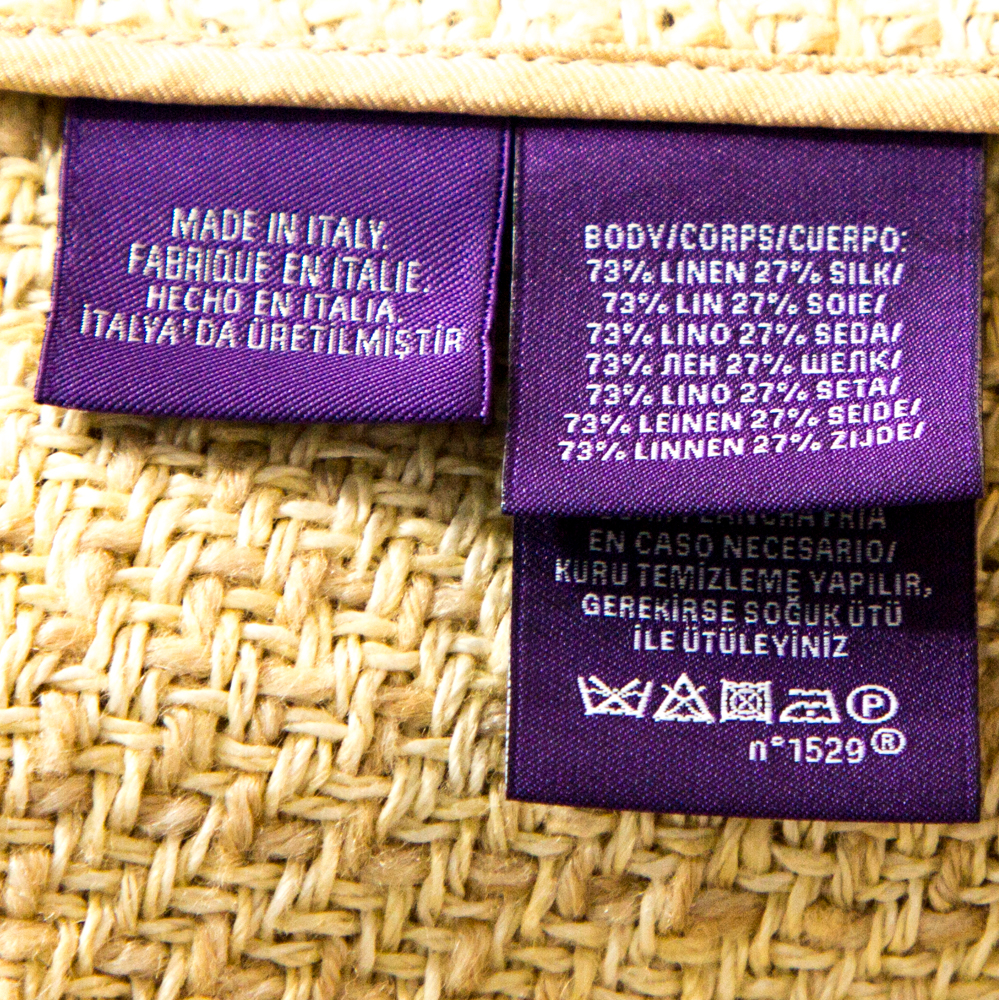 MADE IN ITALY.
FABRIQUE EN ITALIE.
HECHO EN ITALIA.
İTALYA'DA ÜRETILMİŞTİR
BODY/CORPS/CUERPO:
73% LINEN 27% SILK/
73% LIN 27% SOIE/
73% LINO 27% SEDA/
73% ЛЕН 27% ШЕЛК/
73% LINO 27% SETA/
73% LEINEN 27% SEIDE/
73% LINNEN 27% ZIJDE/
PLANCHA FRIA
EN CASO NECESARIO/
KURU TEMİZLEME YAPILIR,
GEREKİRSE SOĞUK ÜTÜ
İLE ÜTÜLEYİNİZ
P
n°1529®